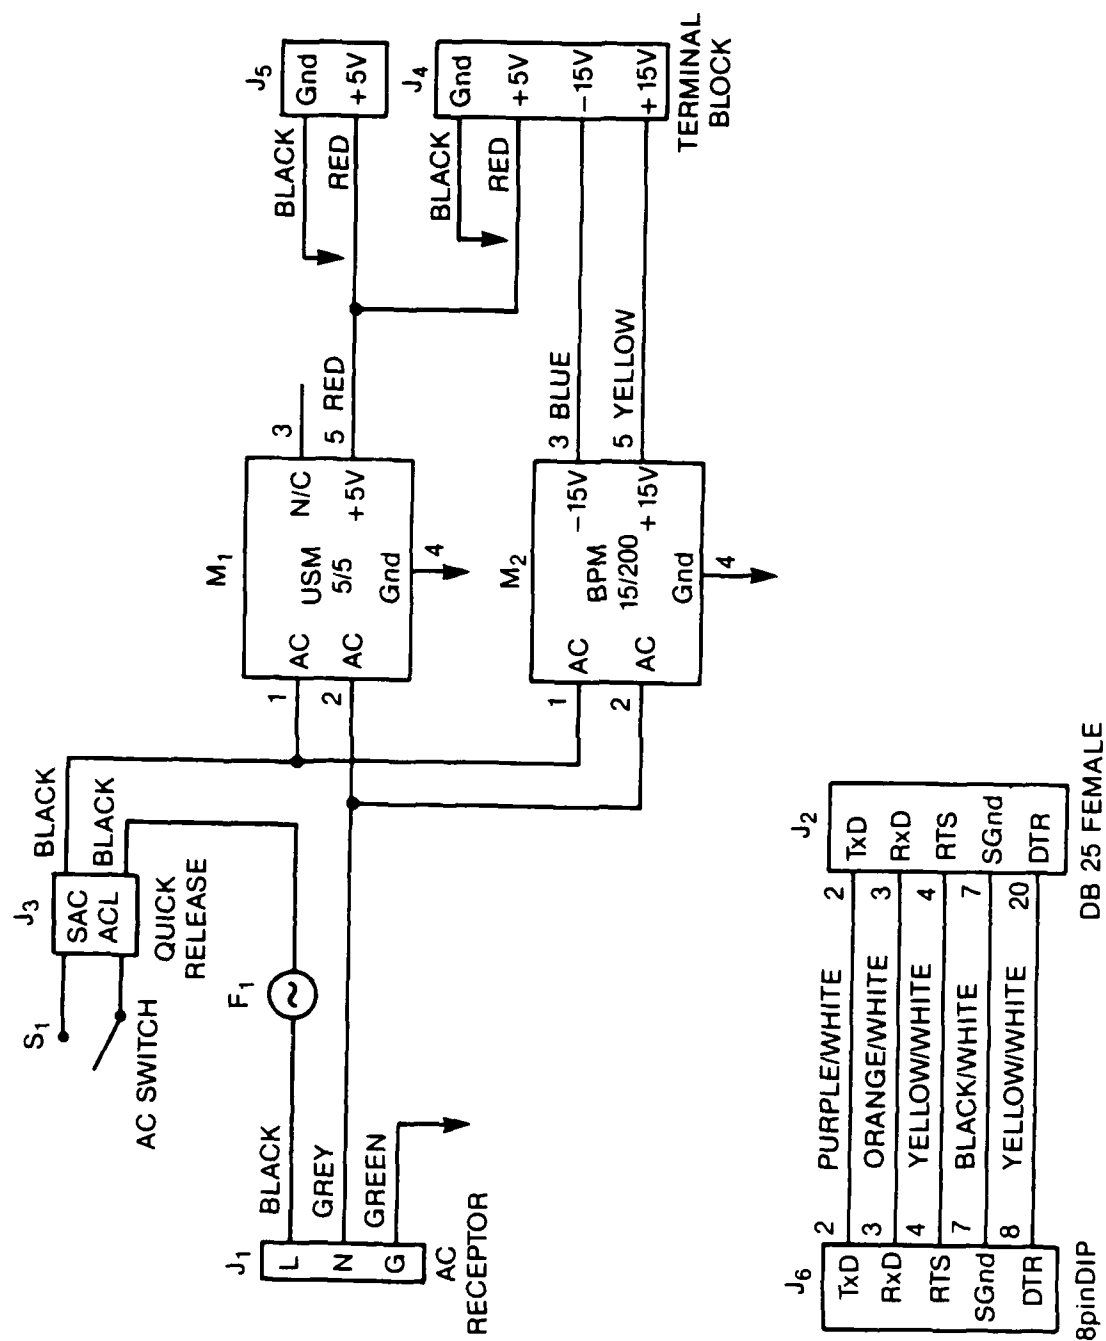 J1
L
N
G
AC
RECEPTOR
BLACK
GREY
GREEN
F1
S1
AC SWITCH
J3
SAC
ACL
QUICK
RELEASE
BLACK
BLACK
M1
1
2
AC
AC
USM
5/5
N/C
+5V
Gnd
3
5 RED
4
M2
1
2
AC
AC
BPM
15/200
-15V
+15V
Gnd
3 BLUE
5 YELLOW
4
J5
Gnd
+5V
BLACK
RED
J4
Gnd
+5V
-15V
+15V
BLACK
RED
TERMINAL
BLOCK
J6
TxD
RxD
RTS
SGnd
DTR
8pinDIP
2 PURPLE/WHITE 2
3 ORANGE/WHITE 3
4 YELLOW/WHITE 4
7 BLACK/WHITE 7
8 YELLOW/WHITE 20
J2
TxD
RxD
RTS
SGnd
DTR
DB 25 FEMALE